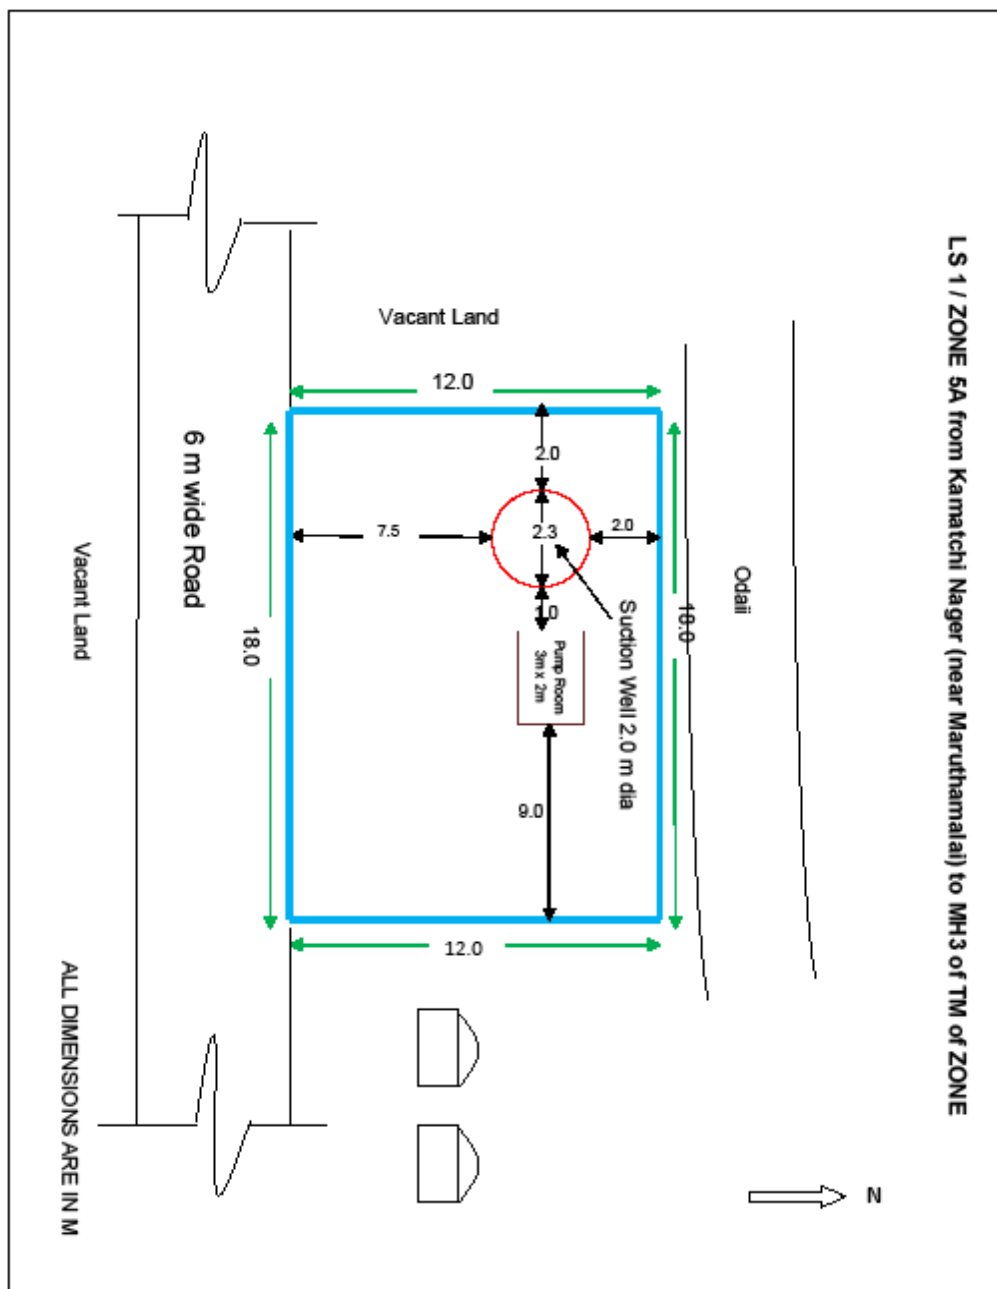 LS 1 / ZONE 5A from Kamatchi Nager (near Maruthamalai) to MH3 of TM of ZONE
Vacant Land
12.0
2.0
6 m wide Road
7.5
2.3
2.0
Odaii
Vacant Land
1.0
Suction Well 2.0 m dia
18.0
18.0
Pump Room
3m x 2m
9.0
12.0
ALL DIMENSIONS ARE IN M
N